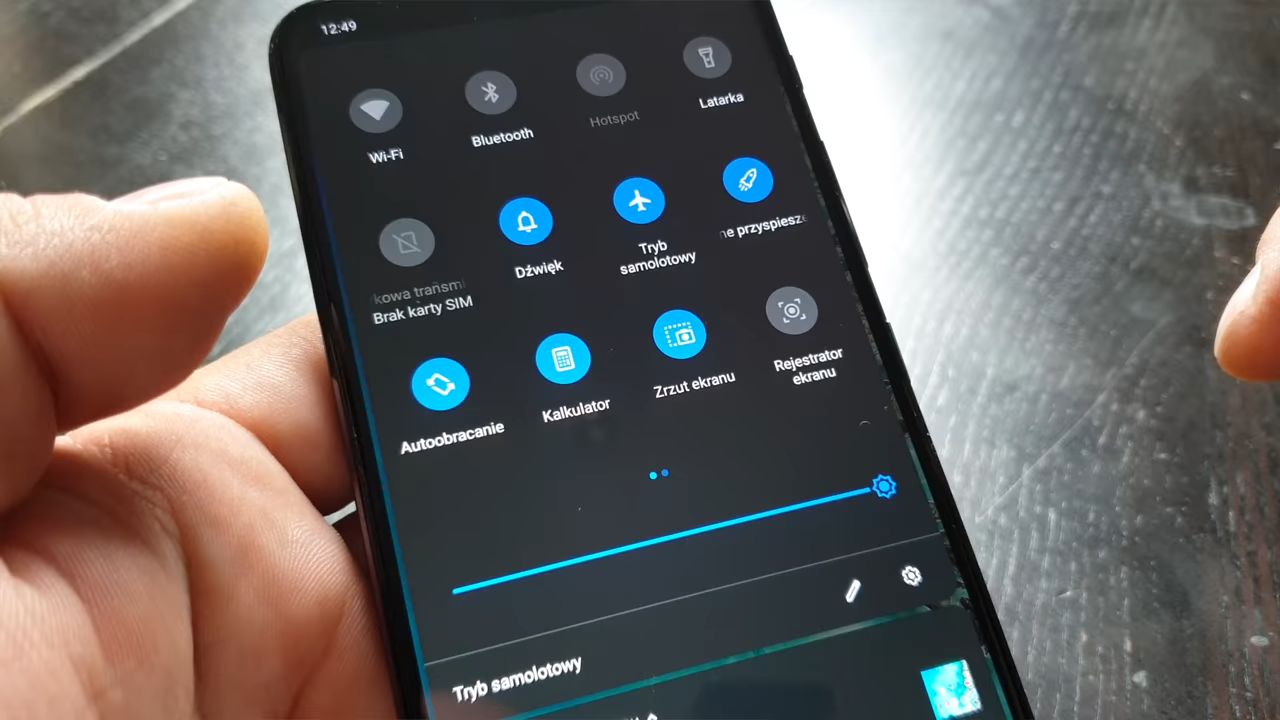 12:49
Wi-Fi
Bluetooth
Hotspot
Latarka
kowa transmi
Brak karty SIM
Dźwięk
Tryb
samolotowy
ne przyspiesze
Autoobracanie
Kalkulator
Zrzut ekranu
Rejestrator
ekranu
Tryb samolotowy